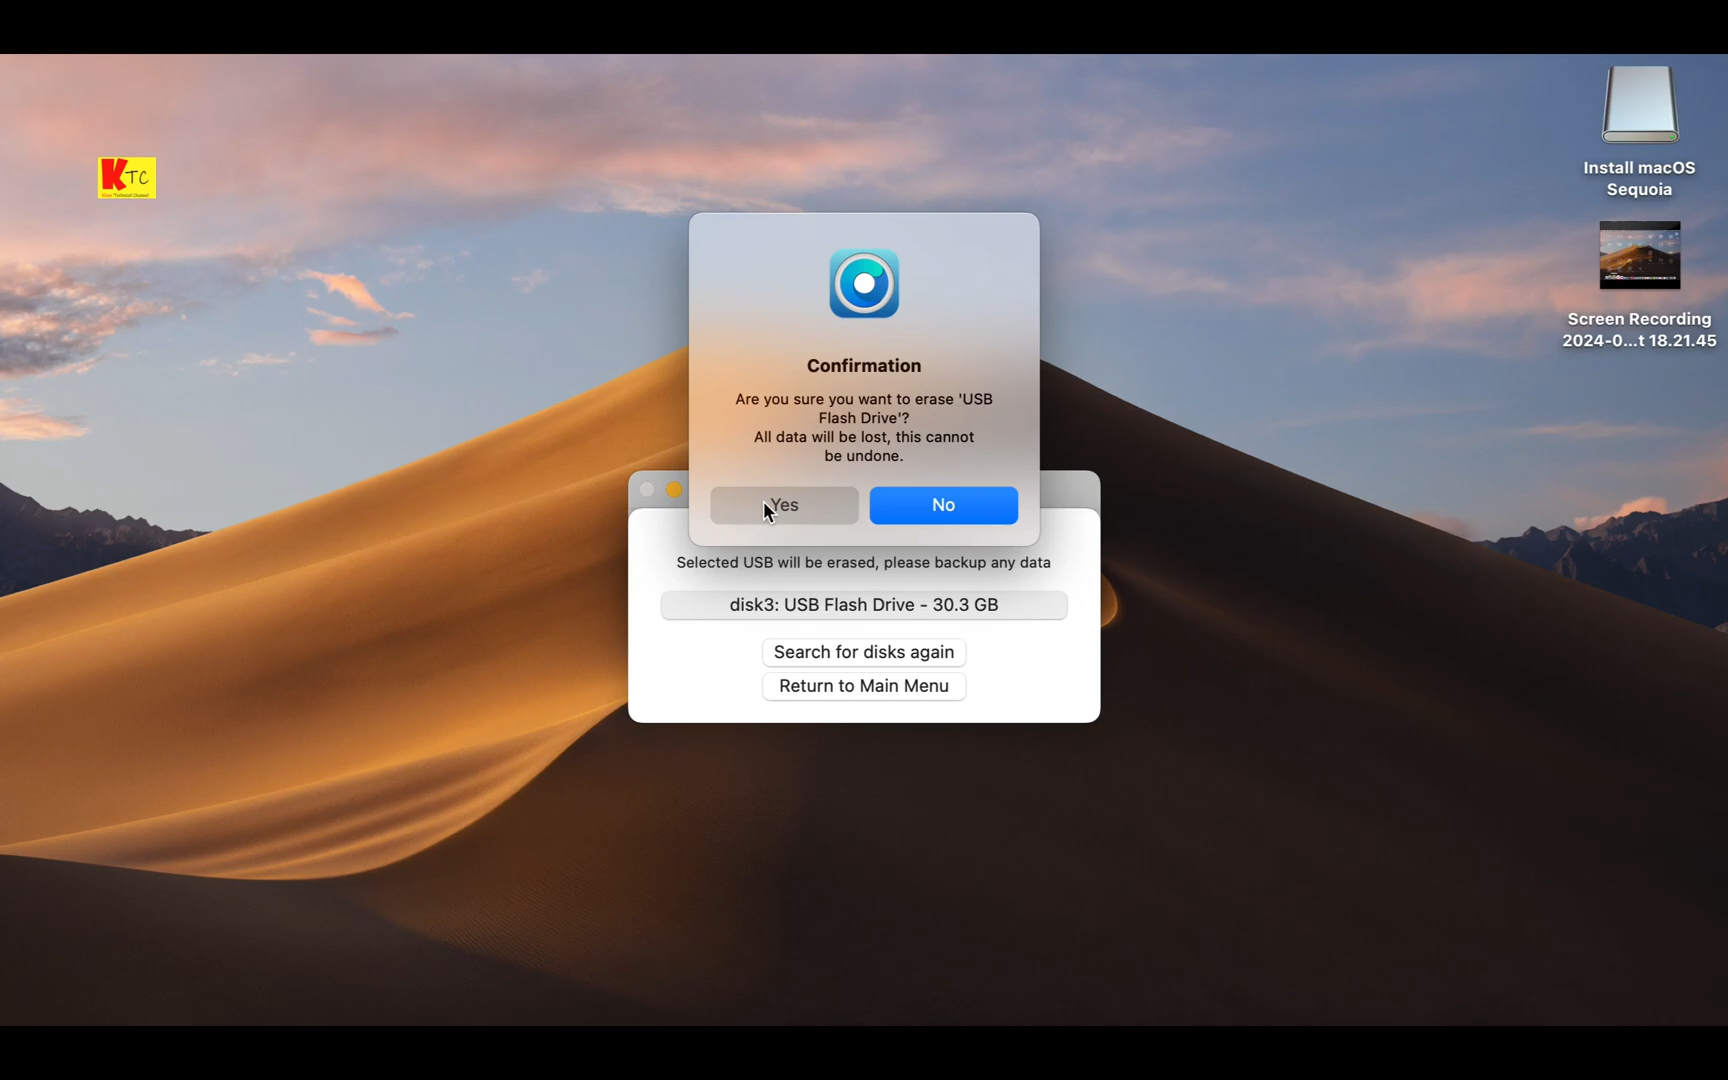 KTC
Install macOS
Sequoia
Screen Recording
2024-0...t 18.21.45
Confirmation
Are you sure you want to erase 'USB
Flash Drive'?
All data will be lost, this cannot
be undone.
Yes
No
Selected USB will be erased, please backup any data
disk3: USB Flash Drive - 30.3 GB
Search for disks again
Return to Main Menu